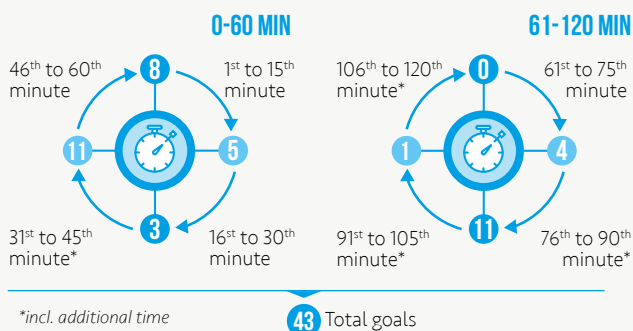 0-60 MIN
46th to 60th
minute
8
1st to 15th
minute
11
5
31st to 45th
minute*
3
16st to 30th
minute
61-120 MIN
106th to 120th
minute*
0
61st to 75th
minute
1
4
91st to 105th
minute*
11
76th to 90th
minute*
*incl. additional time
43 Total goals